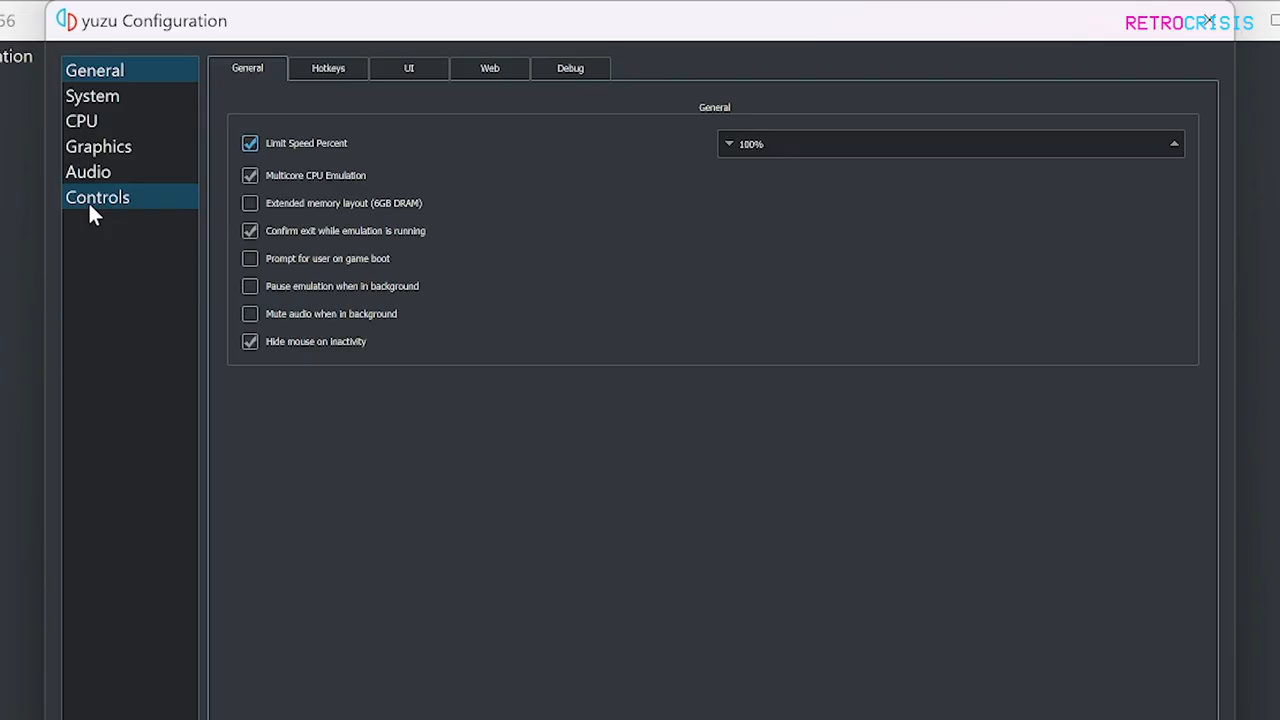 56
yuzu Configuration
RETROCRISIS
ation
General
System
CPU
Graphics
Audio
Controls
General
Hotkeys
UI
Web
Debug
General
Limit Speed Percent
100%
Multicore CPU Emulation
Extended memory layout (6GB DRAM)
Confirm exit while emulation is running
Prompt for user on game boot
Pause emulation when in background
Mute audio when in background
Hide mouse on inactivity